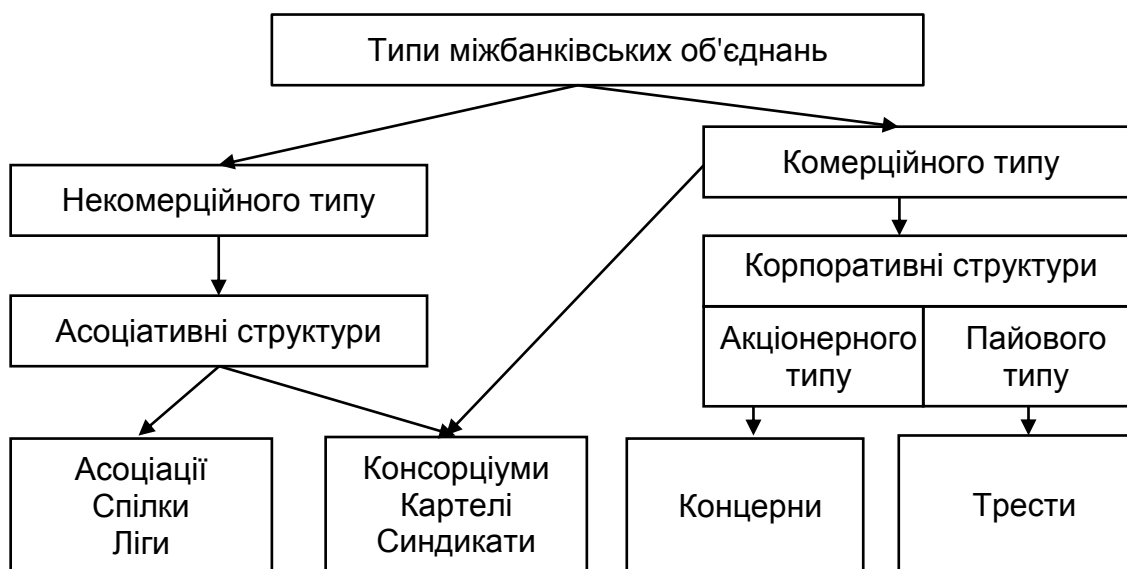 Типи міжбанківських об'єднань
Некомерційного типу
Комерційного типу
Асоціативні структури
Корпоративні структури
Акціонерного
типу
Пайового
типу
Асоціації
Спілки
Ліги
Консорціуми
Картелі
Синдикати
Концерни
Трести